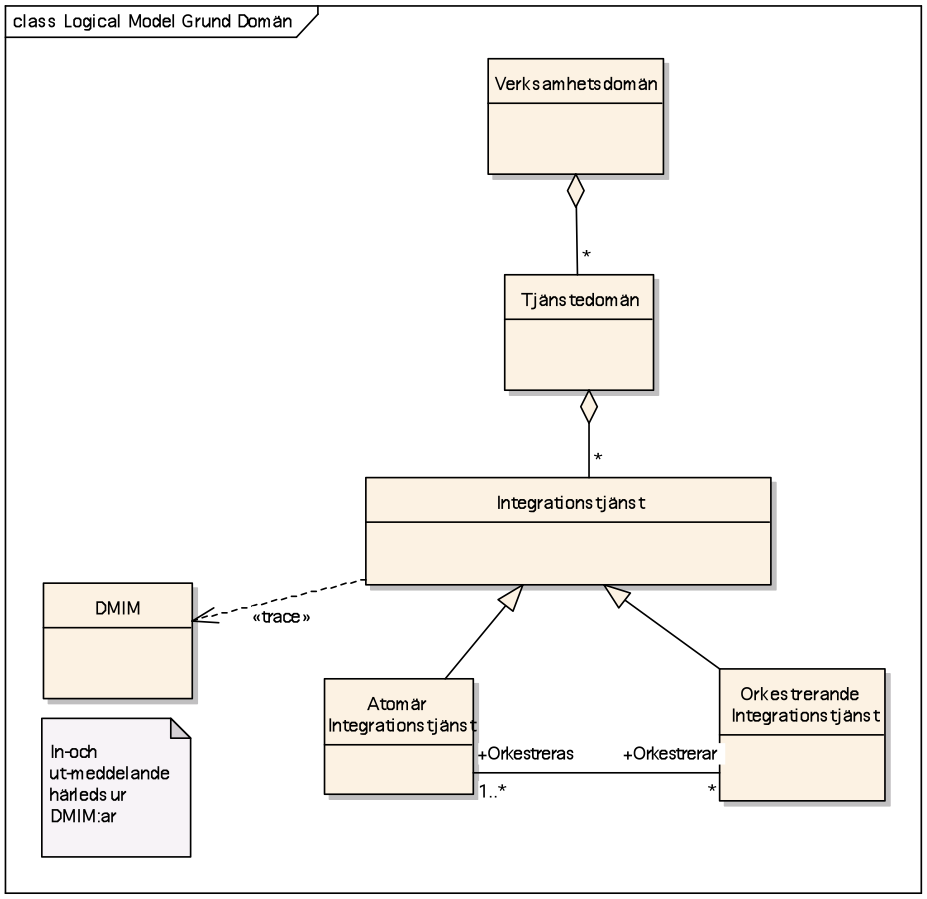 class Logical Model Grund Domän
Verksamhetsdomän
*
Tjänstedomän
*
Integrationstjänst
DMIM
«trace»
Atomär
Integrationstjänst
Orkestrerande
Integrationstjänst
+Orkestreras
+Orkestrerar
1..*
*
In-och
ut-meddelande
härleds ur
DMIM:ar